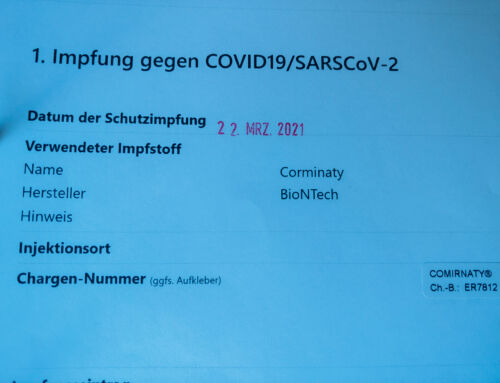 1. Impfung gegen COVID19/SARSCoV-2
Datum der Schutzimpfung 22. MRZ. 2021
Verwendeter Impfstoff
Name Corminaty
Hersteller BioNTech
Hinweis
Injektionsort
Chargen-Nummer (ggfs. Aufkleber)
COMIRNATY®
Ch.-B.: ER7812